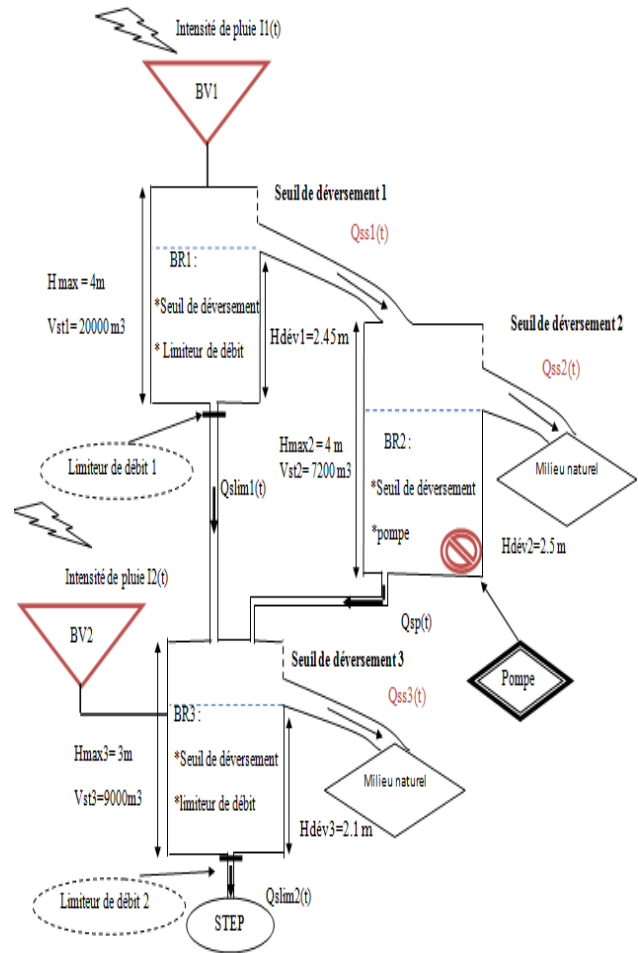 Intensité de pluie I1(t)
BV1
Seuil de déversement 1
Qss1(t)
BR1 :
*Seuil de déversement
* Limiteur de débit
Hmax = 4m
Vst1= 20000 m3
Hdév1=2.45 m
Seuil de déversement 2
Qss2(t)
Milieu naturel
Hmax2= 4 m
Vst2= 7200 m3
BR2 :
*Seuil de déversement
*pompe
Hdév2=2.5 m
Limiteur de débit 1
Qslim1(t)
Intensité de pluie I2(t)
BV2
Qsp(t)
Pompe
Seuil de déversement 3
Qss3(t)
Milieu naturel
BR3 :
*Seuil de déversement
*limiteur de débit
Hmax3= 3m
Vst3=9000m3
Hdév3=2.1 m
Limiteur de débit 2
Qslim2(t)
STEP